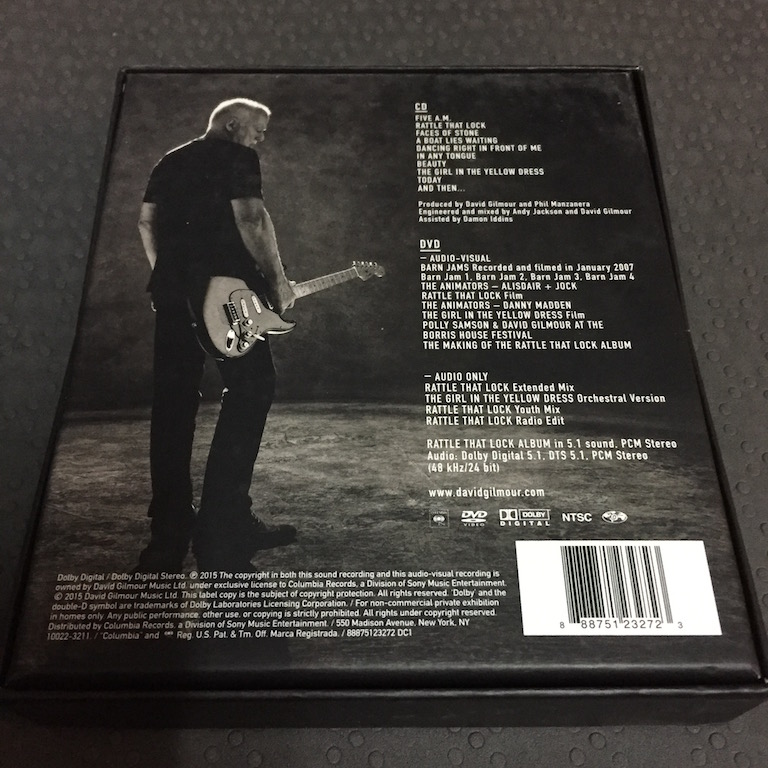 CD
FIVE A.M.
RATTLE THAT LOCK
FACES OF STONE
A BOAT LIES WAITING
DANCING RIGHT IN FRONT OF ME
IN ANY TONGUE
BEAUTY
THE GIRL IN THE YELLOW DRESS
TODAY
AND THEN...
Produced by David Gilmour and Phil Manzanera
Engineered and mixed by Andy Jackson and David Gilmour
Assisted by Damon Iddins
DVD
– AUDIO-VISUAL
BARN JAMS Recorded and filmed in January 2007
Barn Jam 1, Barn Jam 2, Barn Jam 3, Barn Jam 4
THE ANIMATORS – ALISDAIR + JOCK
RATTLE THAT LOCK Film
THE ANIMATORS – DANNY MADDEN
THE GIRL IN THE YELLOW DRESS Film
POLLY SAMSON & DAVID GILMOUR AT THE
BORRIS HOUSE FESTIVAL
THE MAKING OF THE RATTLE THAT LOCK ALBUM
– AUDIO ONLY
RATTLE THAT LOCK Extended Mix
THE GIRL IN THE YELLOW DRESS Orchestral Version
RATTLE THAT LOCK Youth Mix
RATTLE THAT LOCK Radio Edit
RATTLE THAT LOCK ALBUM in 5.1 sound, PCM Stereo
Audio: Dolby Digital 5.1, DTS 5.1, PCM Stereo
(48 kHz/24 bit)
www.davidgilmour.com
DVD VIDEO DOLBY DIGITAL NTSC
Dolby Digital / Dolby Digital Stereo. ℗ 2015 The copyright in both this sound recording and this audio-visual recording is
owned by David Gilmour Music Ltd. under exclusive license to Columbia Records, a Division of Sony Music Entertainment.
© 2015 David Gilmour Music Ltd. This label copy is the subject of copyright protection. All rights reserved. 'Dolby' and the
double-D symbol are trademarks of Dolby Laboratories Licensing Corporation. / For non-commercial private exhibition
in homes only. Any public performance, other use, or copying is strictly prohibited. All rights under copyright reserved.
Distributed by Columbia Records, a Division of Sony Music Entertainment. / 550 Madison Avenue, New York, NY
10022-3211. / "Columbia" and Reg. U.S. Pat. & Tm. Off. Marca Registrada. / 88875123272 DC1
8 88751 23272 3